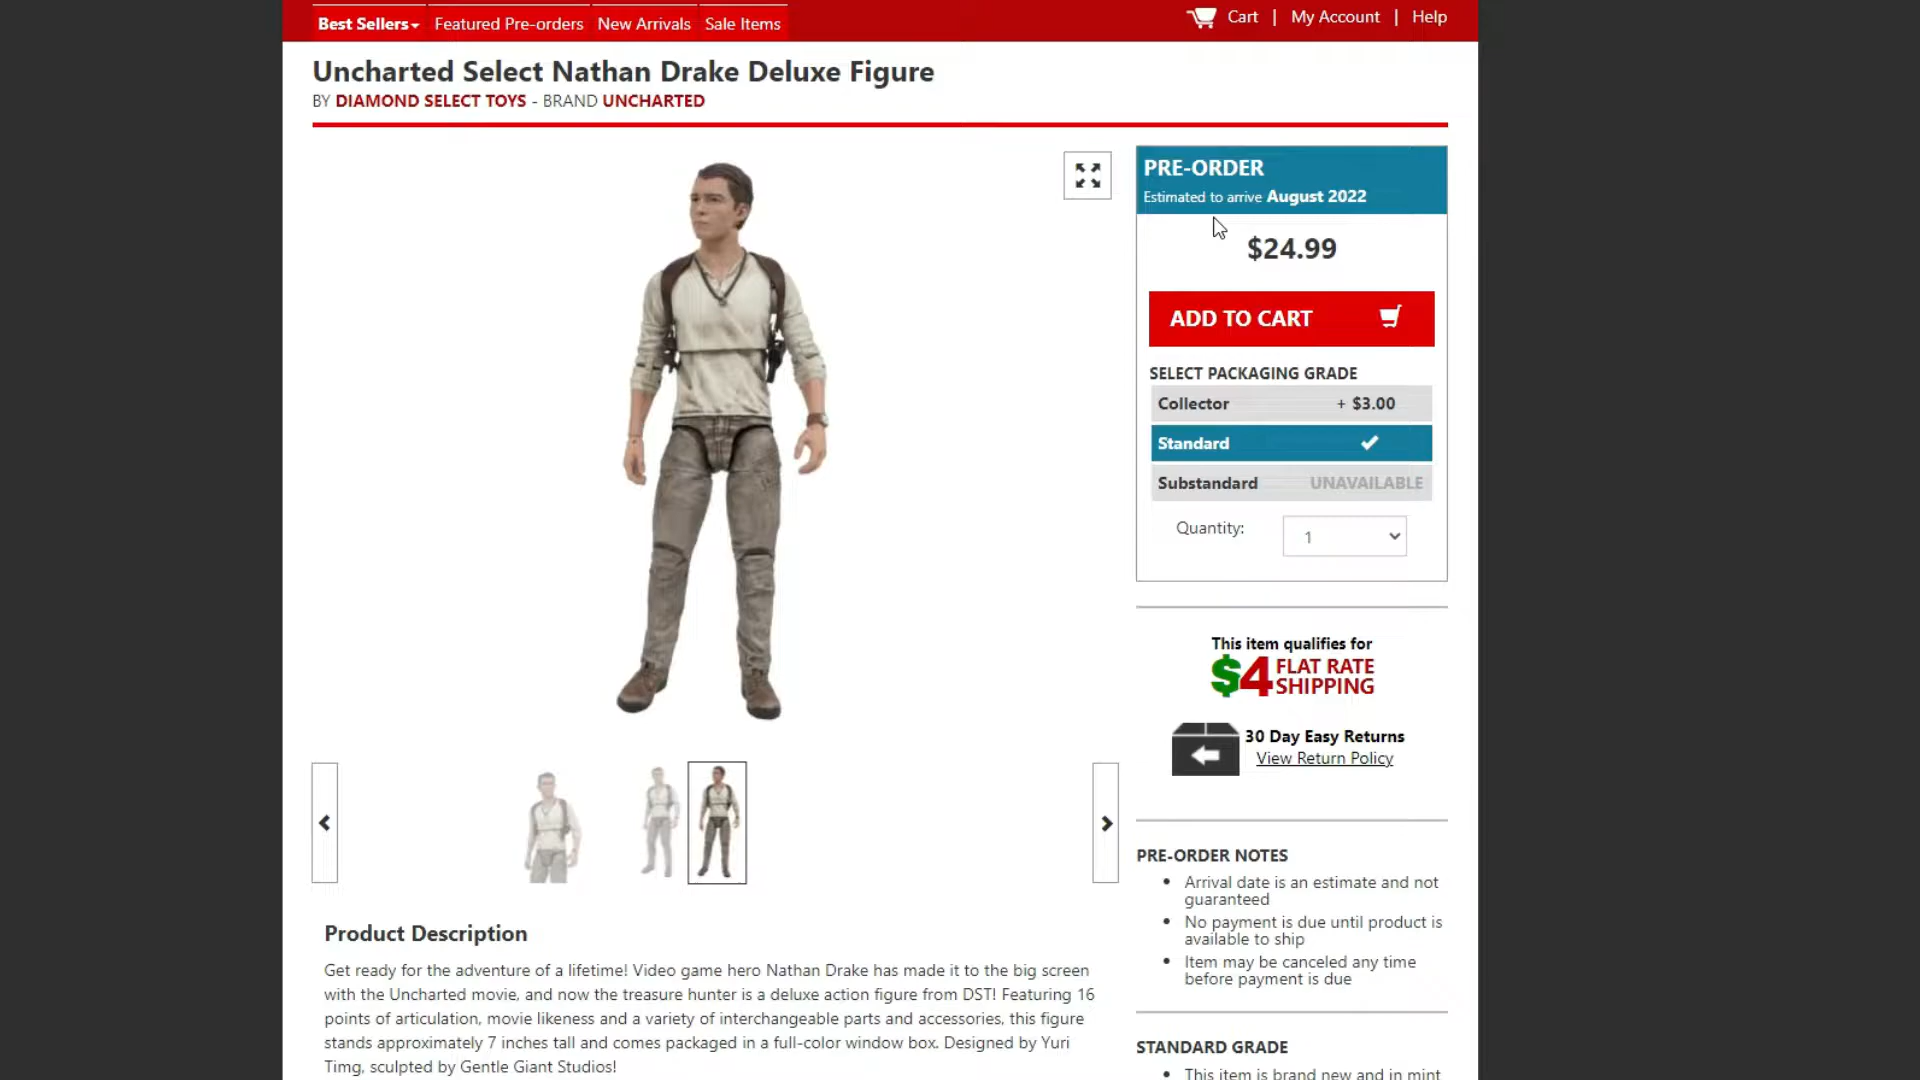 Best Sellers Featured Pre-orders New Arrivals Sale Items
Cart | My Account | Help
Uncharted Select Nathan Drake Deluxe Figure
BY DIAMOND SELECT TOYS - BRAND UNCHARTED
PRE-ORDER
Estimated to arrive August 2022
$24.99
ADD TO CART
SELECT PACKAGING GRADE
Collector + $3.00
Standard
Substandard UNAVAILABLE
Quantity: 1
This item qualifies for
$4 FLAT RATE
SHIPPING
30 Day Easy Returns
View Return Policy
PRE-ORDER NOTES
• Arrival date is an estimate and not
guaranteed
• No payment is due until product is
available to ship
• Item may be canceled any time
before payment is due
STANDARD GRADE
• This item is brand new and in mint
Product Description
Get ready for the adventure of a lifetime! Video game hero Nathan Drake has made it to the big screen
with the Uncharted movie, and now the treasure hunter is a deluxe action figure from DST! Featuring 16
points of articulation, movie likeness and a variety of interchangeable parts and accessories, this figure
stands approximately 7 inches tall and comes packaged in a full-color window box. Designed by Yuri
Timg, sculpted by Gentle Giant Studios!